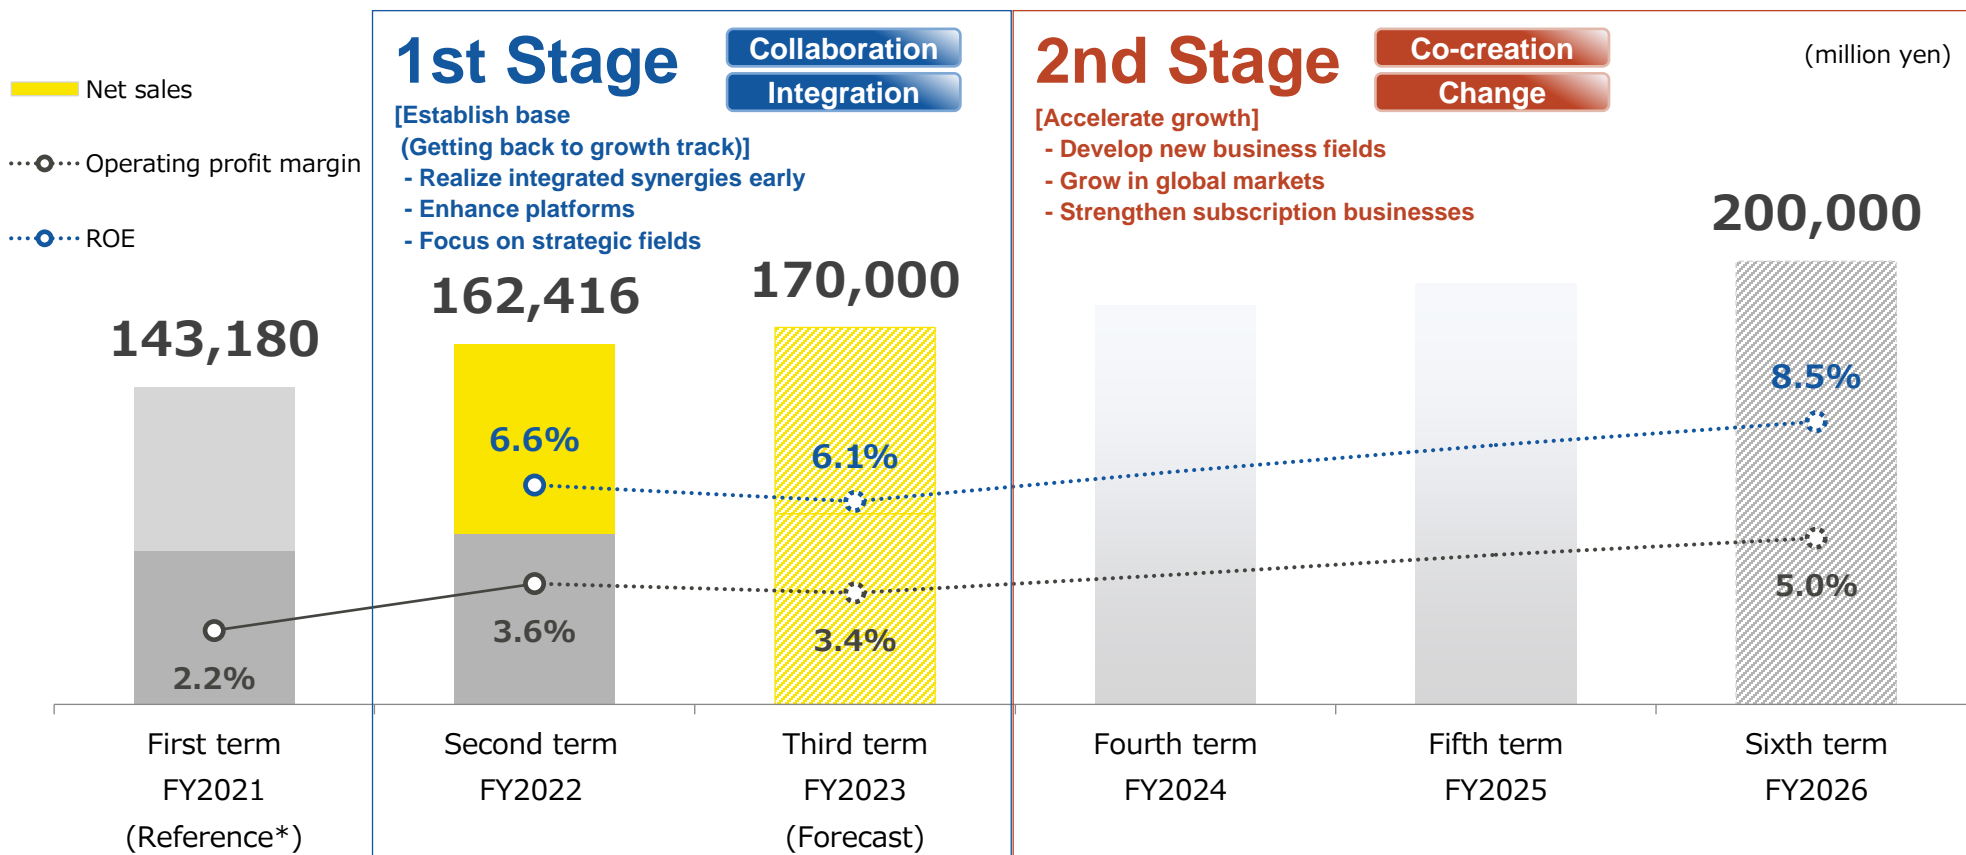 Net sales
Operating profit margin
ROE
1st Stage
Collaboration
Integration
[Establish base
(Getting back to growth track)]
- Realize integrated synergies early
- Enhance platforms
- Focus on strategic fields
2nd Stage
Co-creation
Change
[Accelerate growth]
- Develop new business fields
- Grow in global markets
- Strengthen subscription businesses
(million yen)
143,180
162,416
170,000
200,000
6.6%
6.1%
8.5%
2.2%
3.6%
3.4%
5.0%
First term
FY2021
(Reference*)
Second term
FY2022
Third term
FY2023
(Forecast)
Fourth term
FY2024
Fifth term
FY2025
Sixth term
FY2026